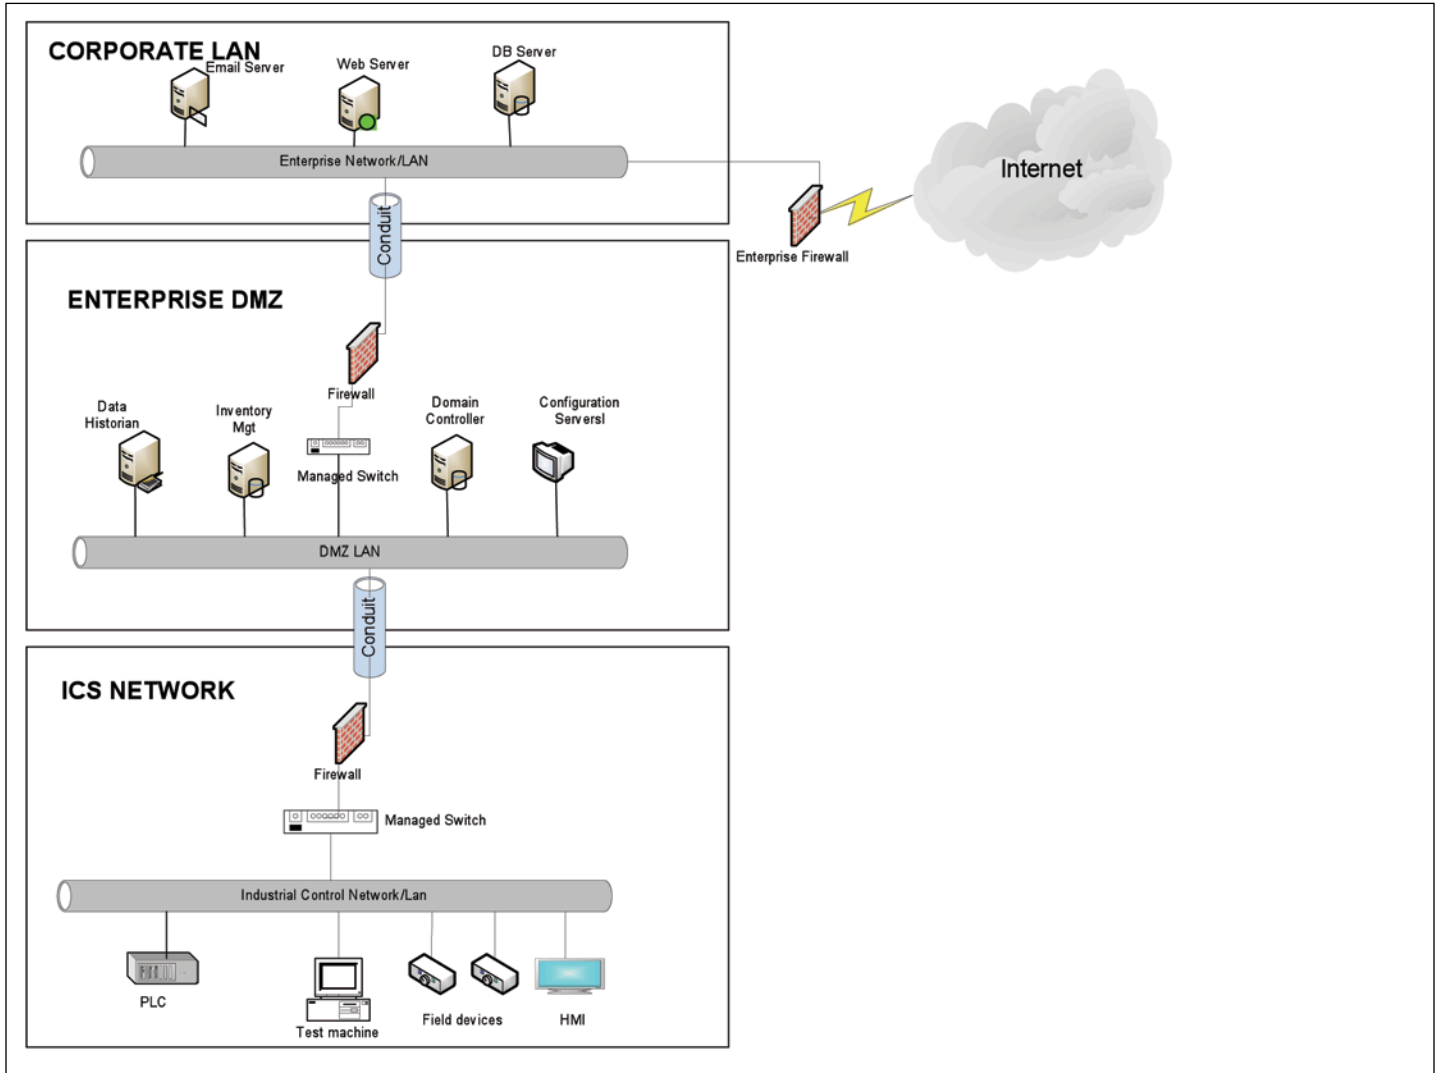 CORPORATE LAN
Email Server
Web Server
DB Server
Enterprise Network/LAN
Internet
Enterprise Firewall
Conduit
ENTERPRISE DMZ
Firewall
Data
Historian
Inventory
Mgt
Managed Switch
Domain
Controller
Configuration
Serversl
DMZ LAN
Conduit
ICS NETWORK
Firewall
Managed Switch
Industrial Control Network/Lan
PLC
Test machine
Field devices
HMI